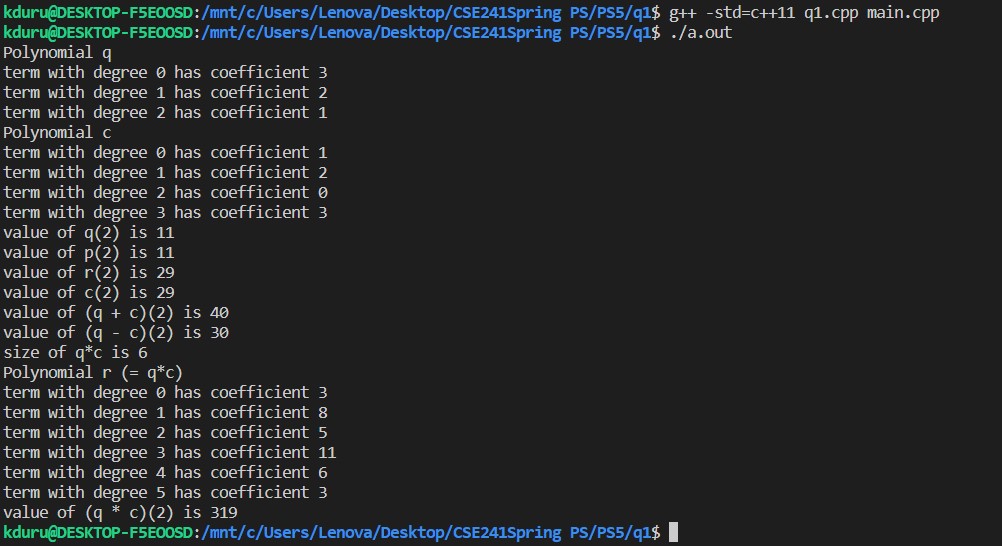 kduru@DESKTOP-F5EOOSD:/mnt/c/Users/Lenova/Desktop/CSE241Spring PS/PS5/q1$ g++ -std=c++11 q1.cpp main.cpp
kduru@DESKTOP-F5EOOSD:/mnt/c/Users/Lenova/Desktop/CSE241Spring PS/PS5/q1$ ./a.out
Polynomial q
term with degree 0 has coefficient 3
term with degree 1 has coefficient 2
term with degree 2 has coefficient 1
Polynomial c
term with degree 0 has coefficient 1
term with degree 1 has coefficient 2
term with degree 2 has coefficient 0
term with degree 3 has coefficient 3
value of q(2) is 11
value of p(2) is 11
value of r(2) is 29
value of c(2) is 29
value of (q + c)(2) is 40
value of (q - c)(2) is 30
size of q*c is 6
Polynomial r (= q*c)
term with degree 0 has coefficient 3
term with degree 1 has coefficient 8
term with degree 2 has coefficient 5
term with degree 3 has coefficient 11
term with degree 4 has coefficient 6
term with degree 5 has coefficient 3
value of (q * c)(2) is 319
kduru@DESKTOP-F5EOOSD:/mnt/c/Users/Lenova/Desktop/CSE241Spring PS/PS5/q1$